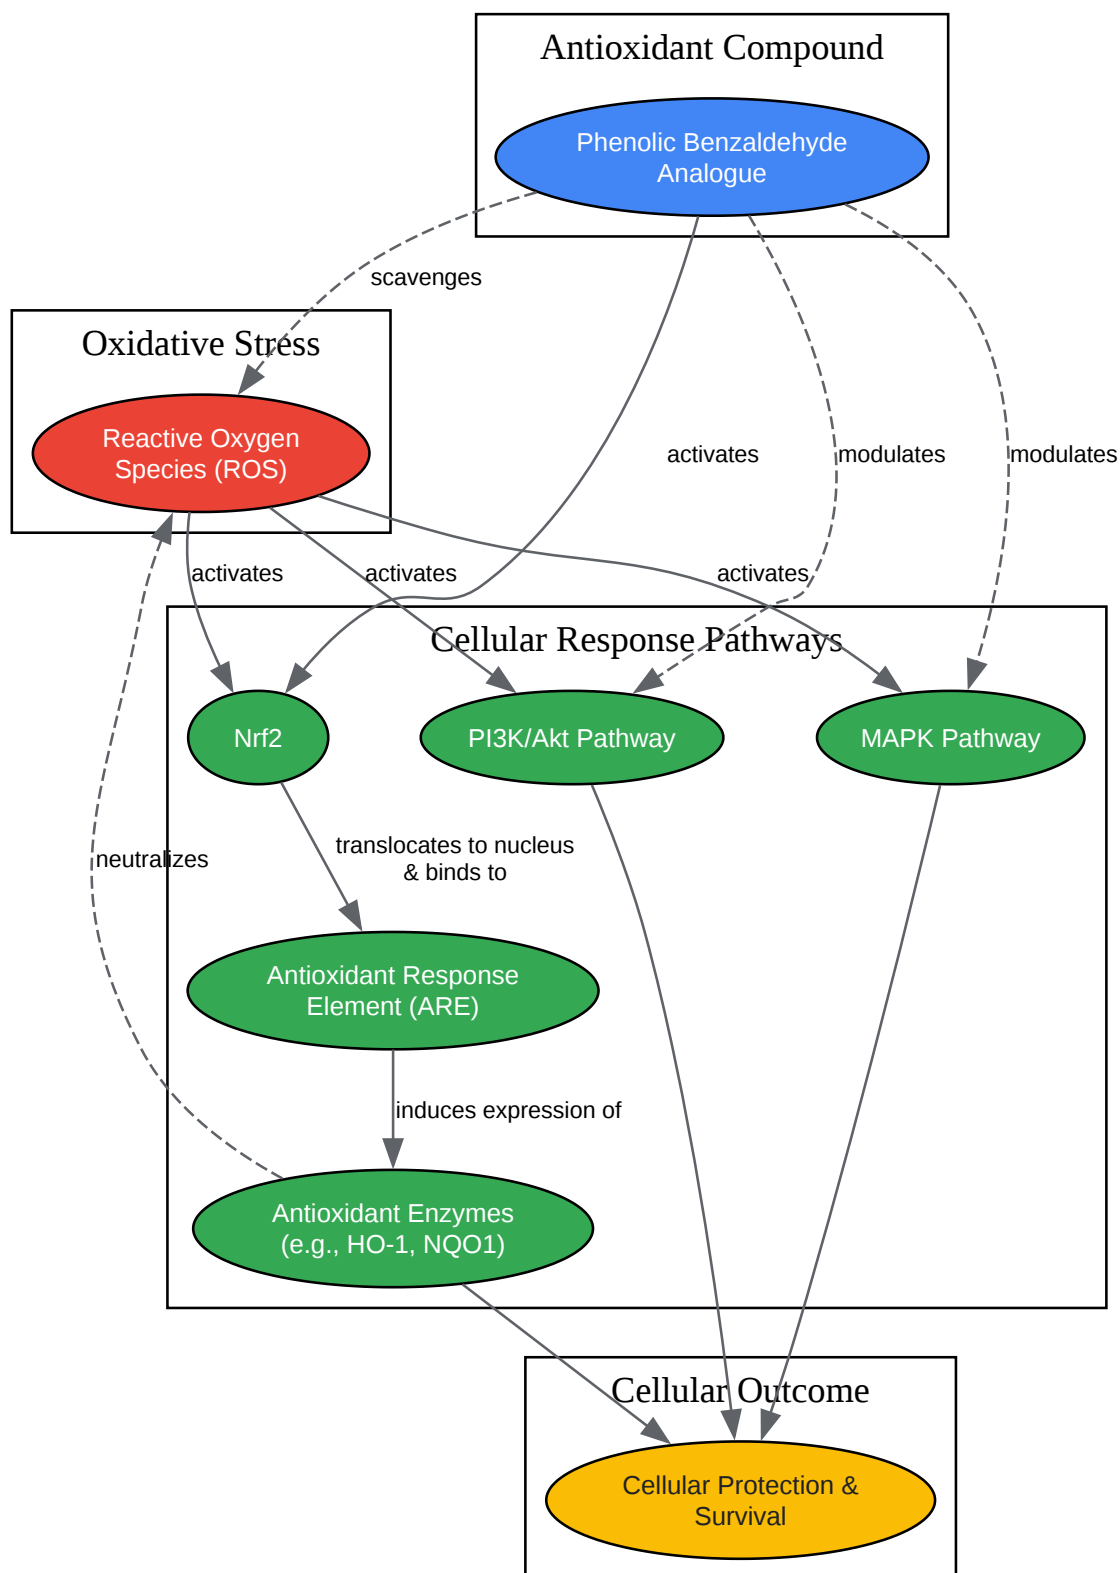 Antioxidant Compound
Phenolic Benzaldehyde
Analogue
scavenges
Oxidative Stress
Reactive Oxygen
Species (ROS)
activates
modulates
modulates
activates
activates
activates
Cellular Response Pathways
Nrf2
PI3K/Akt Pathway
MAPK Pathway
translocates to nucleus
& binds to
neutralizes
Antioxidant Response
Element (ARE)
induces expression of
Antioxidant Enzymes
(e.g., HO-1, NQO1)
Cellular Outcome
Cellular Protection &
Survival